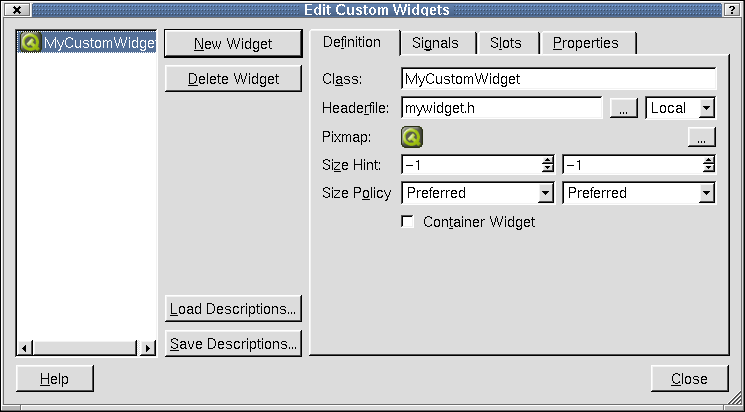 Edit Custom Widgets
?
MyCustomWidget
New Widget
Delete Widget
Load Descriptions...
Save Descriptions...
Definition Signals Slots Properties
Class: MyCustomWidget
Headerfile: mywidget.h ... Local
Pixmap: ...
Size Hint: -1 -1
Size Policy Preferred Preferred
Container Widget
Help Close